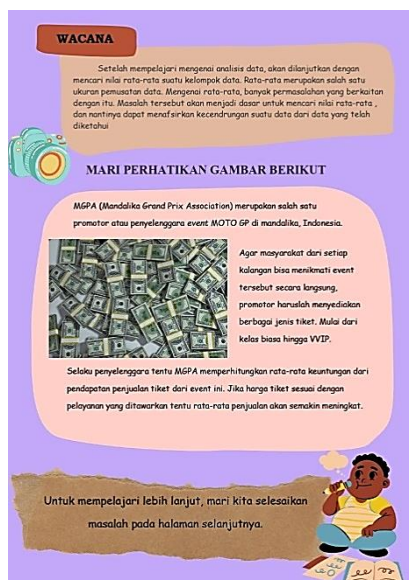 WACANA
Setelah mempelajari mengenai analisis data, akan dilanjutkan dengan
mencari nilai rata-rata suatu kelompok data. Rata-rata merupakan salah satu
ukuran pemusatan data. Mengenai rata-rata, banyak permasalahan yang berkaitan
dengan itu. Masalah tersebut akan menjadi dasar untuk mencari nilai rata-rata ,
dan nantinya dapat menafsirkan kecendrungan suatu data dari data yang telah
diketahui
MARI PERHATIKAN GAMBAR BERIKUT
MGPA (Mandalika Grand Prix Association) merupakan salah satu
promotor atau penyelenggara event MOTO GP di mandalika, Indonesia.
Agar masyarakat dari setiap
kalangan bisa menikmati event
tersebut secara langsung,
promotor haruslah menyediakan
berbagai jenis tiket. Mulai dari
kelas biasa hingga VVIP.
Selaku penyelenggara tentu MGPA memperhitungkan rata-rata keuntungan dari
pendapatan penjualan tiket dari event ini. Jika harga tiket sesuai dengan
pelayanan yang ditawarkan tentu rata-rata penjualan akan semakin meningkat.
Untuk mempelajari lebih lanjut, mari kita selesaikan
masalah pada halaman selanjutnya.